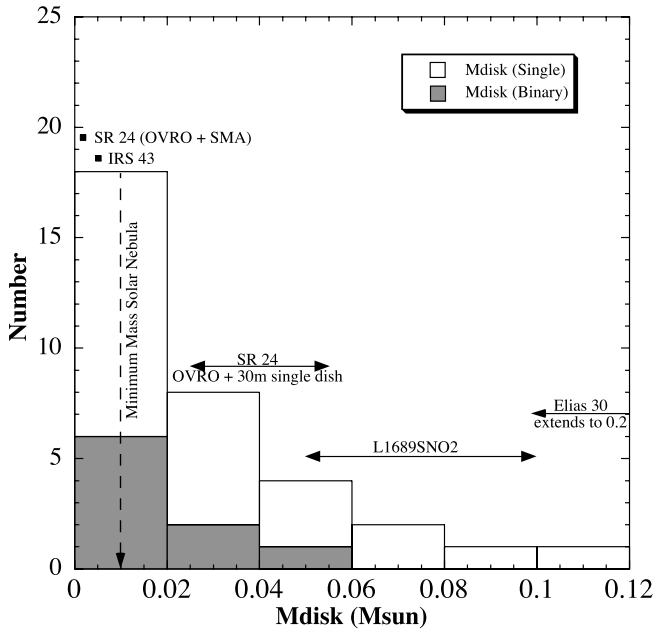 25
20
15
10
5
0
Number
Mdisk (Single)
Mdisk (Binary)
SR 24 (OVRO + SMA)
IRS 43
Minimum Mass Solar Nebula
SR 24
OVRO + 30m single dish
Elias 30
extends to 0.2
L1689SNO2
0 0.02 0.04 0.06 0.08 0.1 0.12
Mdisk (Msun)